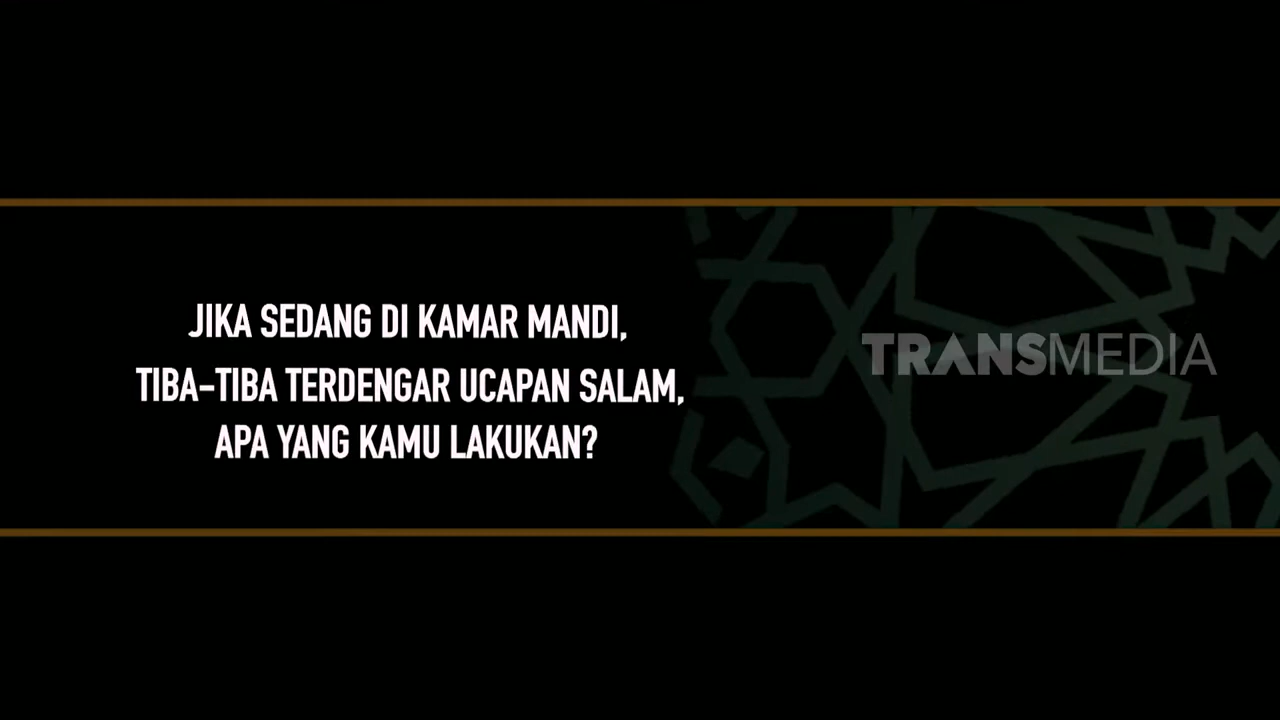 JIKA SEDANG DI KAMAR MANDI,
TIBA-TIBA TERDENGAR UCAPAN SALAM,
APA YANG KAMU LAKUKAN?
TRANSMEDIA